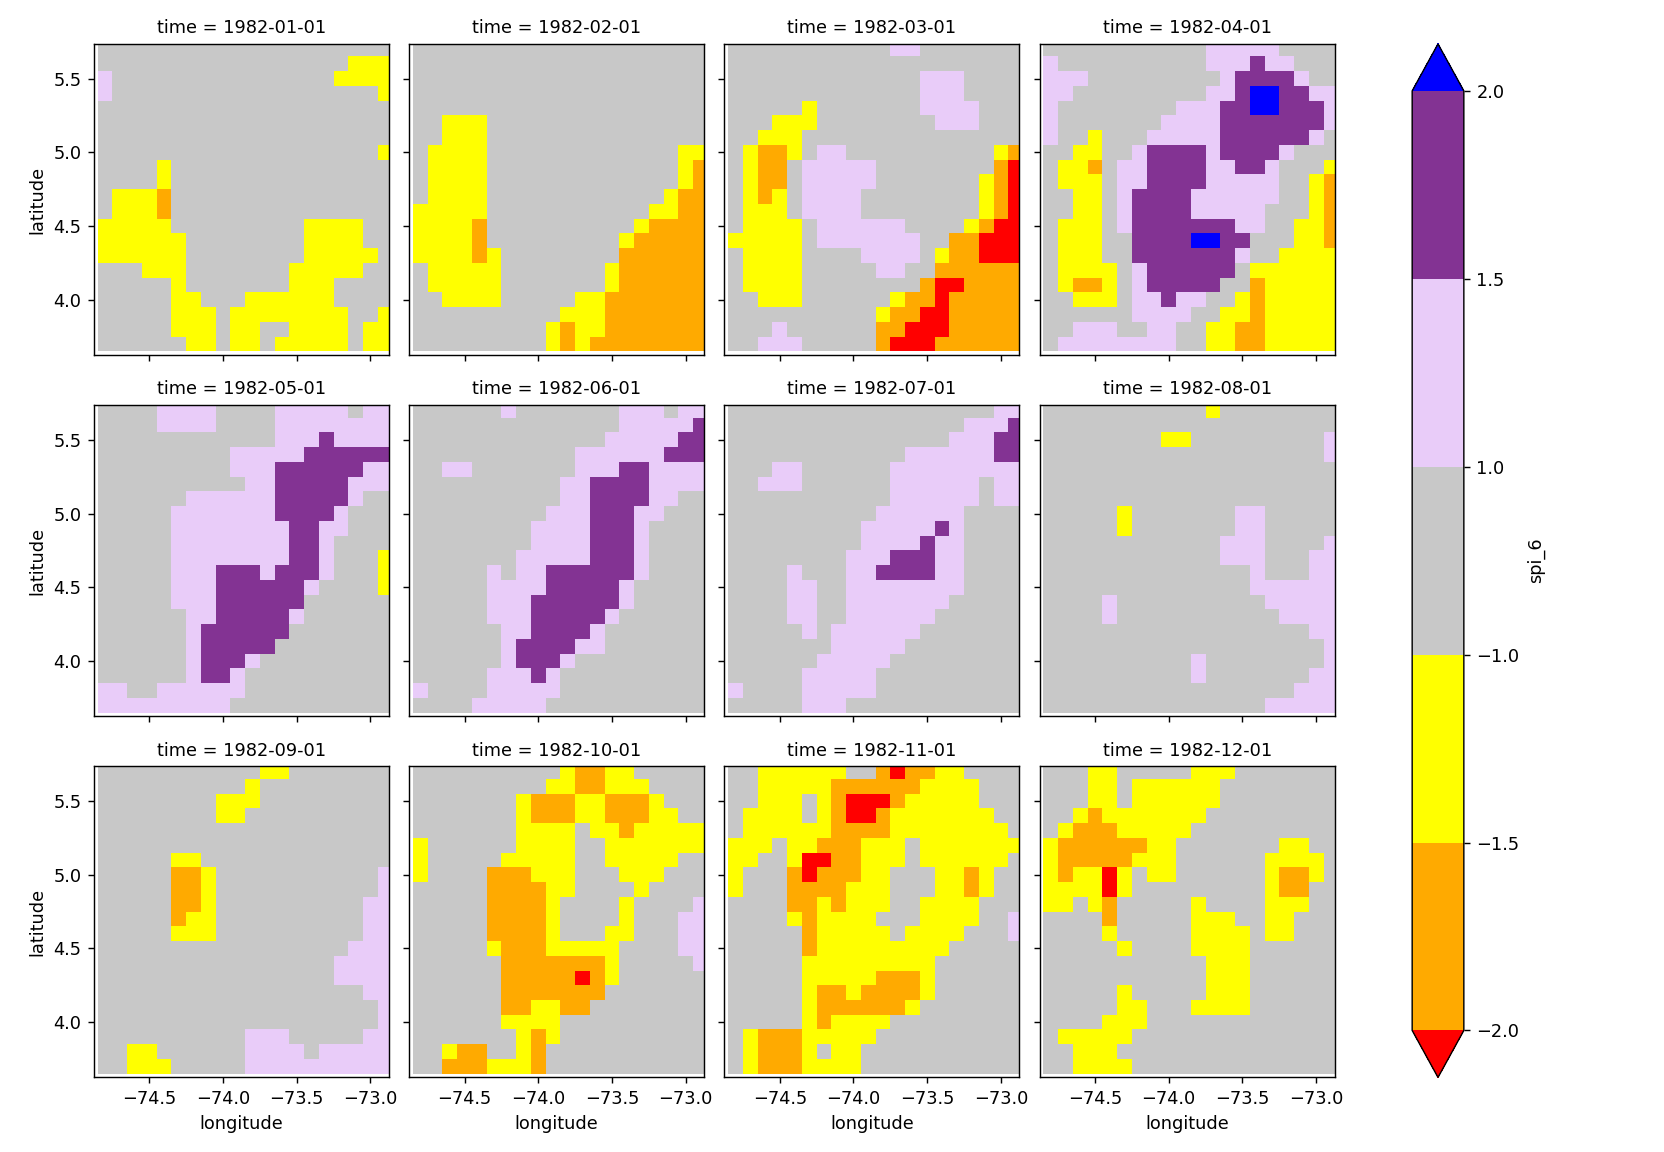 time = 1982-01-01
time = 1982-02-01
time = 1982-03-01
time = 1982-04-01
5.5
5.0
4.5
4.0
latitude
time = 1982-05-01
time = 1982-06-01
time = 1982-07-01
time = 1982-08-01
5.5
5.0
4.5
4.0
latitude
time = 1982-09-01
time = 1982-10-01
time = 1982-11-01
time = 1982-12-01
5.5
5.0
4.5
4.0
latitude
−74.5 −74.0 −73.5 −73.0
longitude
−74.5 −74.0 −73.5 −73.0
longitude
−74.5 −74.0 −73.5 −73.0
longitude
−74.5 −74.0 −73.5 −73.0
longitude
2.0
1.5
1.0
−1.0
−1.5
−2.0
spi_6